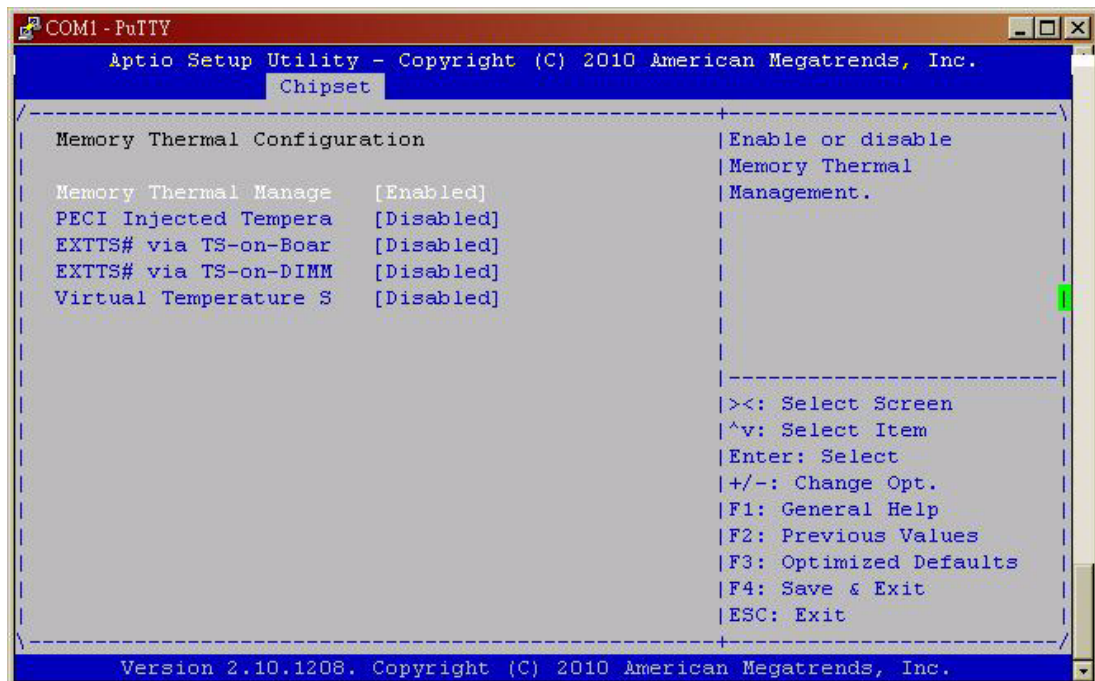 COM1 - PuTTY
Aptio Setup Utility - Copyright (C) 2010 American Megatrends, Inc.
Chipset
Memory Thermal Configuration
Memory Thermal Manage [Enabled]
PECI Injected Tempera [Disabled]
EXTTS# via TS-on-Boar [Disabled]
EXTTS# via TS-on-DIMM [Disabled]
Virtual Temperature S [Disabled]
Enable or disable
Memory Thermal
Management.
><: Select Screen
^v: Select Item
Enter: Select
+/-: Change Opt.
F1: General Help
F2: Previous Values
F3: Optimized Defaults
F4: Save & Exit
ESC: Exit
Version 2.10.1208. Copyright (C) 2010 American Megatrends, Inc.